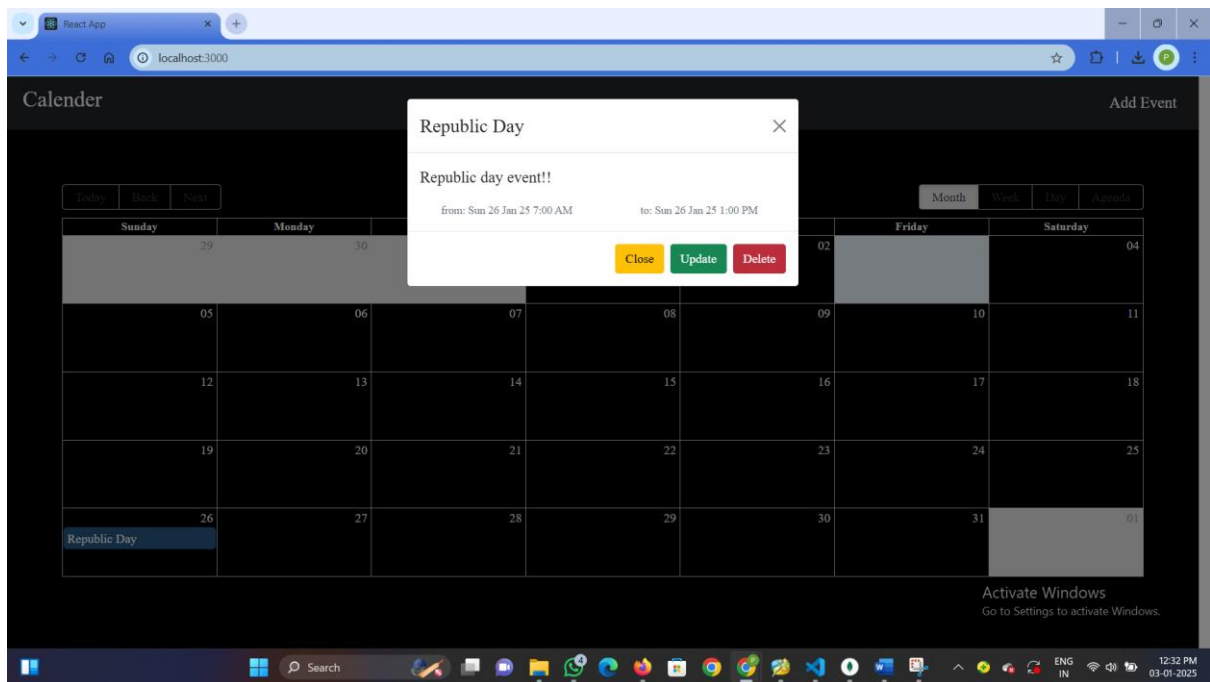 React App
localhost:3000
Calender
Add Event
Republic Day
Republic day event!!
from: Sun 26 Jan 25 7:00 AM to: Sun 26 Jan 25 1:00 PM
Close Update Delete
Today Back Next
Month Week Day Agenda
Sunday Monday Friday Saturday
29 30 02 04
05 06 07 08 09 10 11
12 13 14 15 16 17 18
19 20 21 22 23 24 25
26 27 28 29 30 31 01
Republic Day
Activate Windows
Go to Settings to activate Windows.
Search
4
ENG
IN
12:32 PM
03-01-2025
P